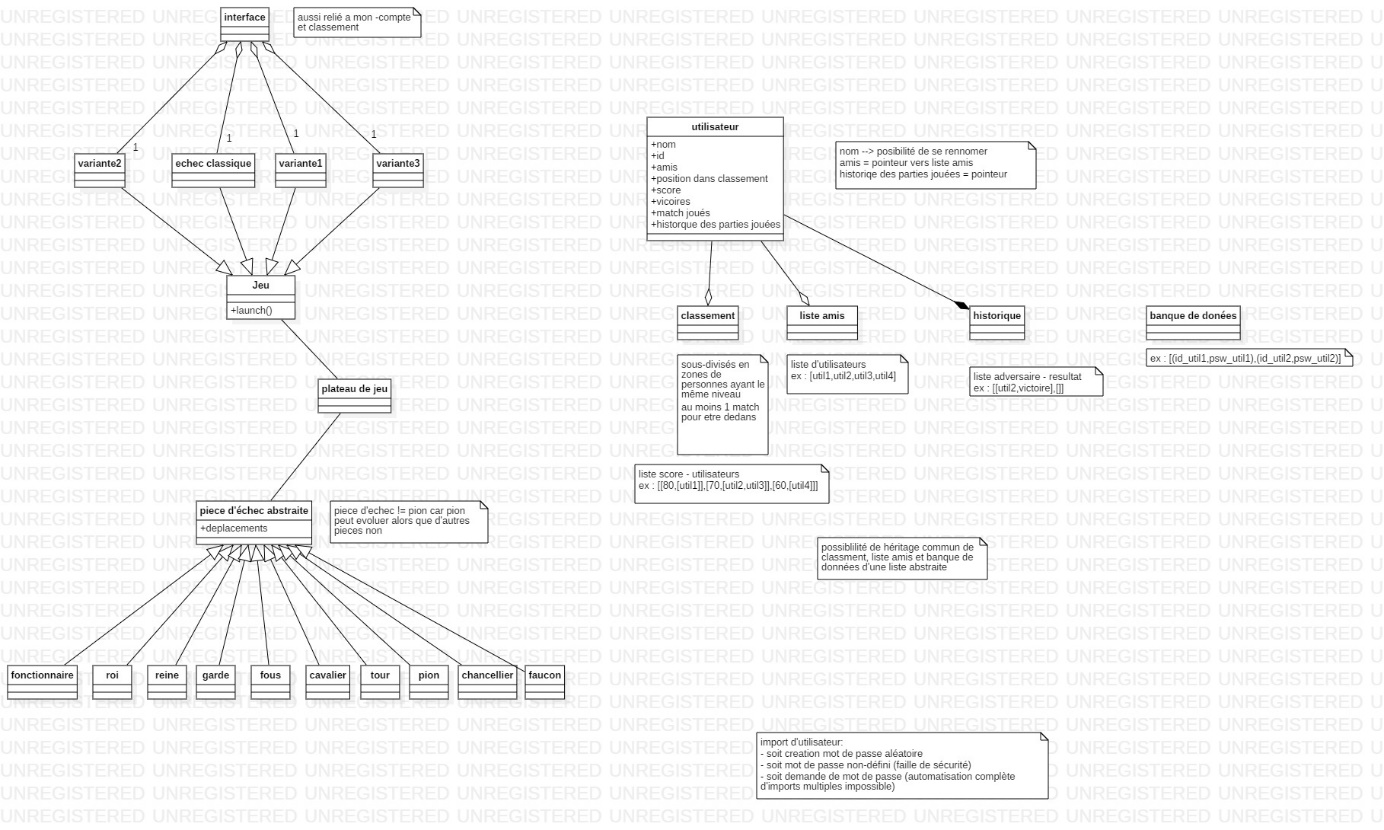 interface
aussi relié a mon -compte
et classement
1
1
1
1
variante2
echec classique
variante1
variante3
Jeu
+launch()
plateau de jeu
piece d'échec abstraite
+deplacements
piece d'echec != pion car pion
peut evoluer alors que d'autres
pieces non
fonctionnaire
roi
reine
garde
fous
cavalier
tour
pion
chancellier
faucon
utilisateur
+nom
+id
+amis
+position dans classement
+score
+vicoires
+match joués
+historque des parties jouées
nom --> posibilité de se rennomer
amis = pointeur vers liste amis
historiqe des parties jouées = pointeur
classement
liste amis
historique
banque de donées
sous-divisés en
zones de
personnes ayant le
même niveau
au moins 1 match
pour etre dedans
liste d'utilisateurs
ex : [util1,util2,util3,util4]
liste adversaire - resultat
ex : [[util2,victoire],[]]
ex : [(id_util1,psw_util1),(id_util2,psw_util2)]
liste score - utilisateurs
ex : [[80,[util1]],[70,[util2,util3]],[60,[util4]]]
possiblilité de héritage commun de
classment, liste amis et banque de
données d'une liste abstraite
import d'utilisateur:
- soit creation mot de passe aléatoire
- soit mot de passe non-défini (faille de sécurité)
- soit demande de mot de passe (automatisation complète
d'imports multiples impossible)
UNREGISTERED